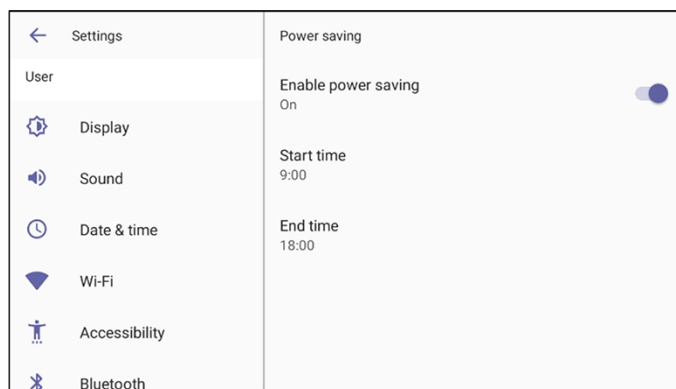 Settings
User
Display
Sound
Date & time
Wi-Fi
Accessibility
Bluetooth
Power saving
Enable power saving
On
Start time
9:00
End time
18:00